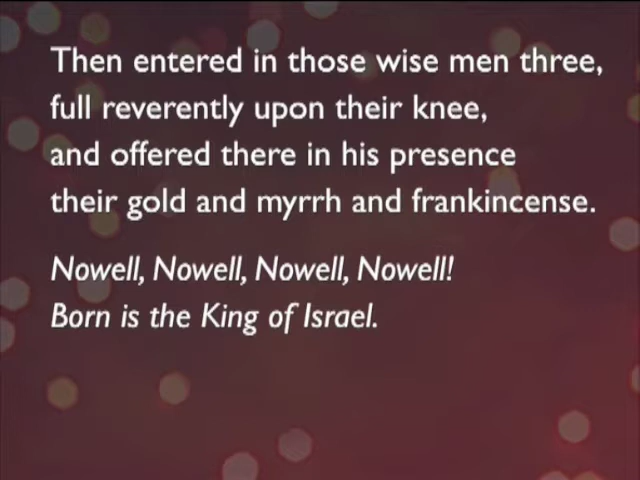 Then entered in those wise men three,
full reverently upon their knee,
and offered there in his presence
their gold and myrrh and frankincense.
Nowell, Nowell, Nowell, Nowell!
Born is the King of Israel.